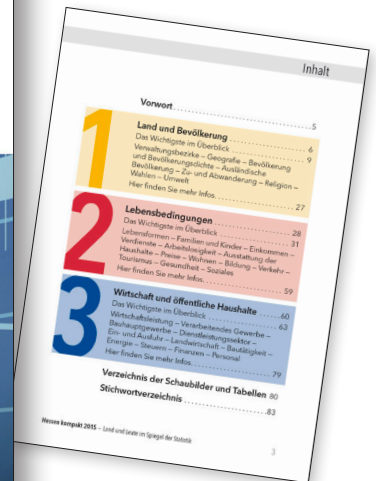 Inhalt
Vorwort.......................................5
1
Land und Bevölkerung.................... 6
Das Wichtigste im Überblick .................... 9
Verwaltungsbezirke – Geografie – Bevölkerung
und Bevölkerungsdichte – Ausländische
Bevölkerung – Zu- und Abwanderung – Religion –
Wahlen – Umwelt
Hier finden Sie mehr Infos.................... 27
2
Lebensbedingungen.................... 28
Das Wichtigste im Überblick .................... 31
Lebensformen – Familien und Kinder – Einkommen –
Verdienste – Arbeitslosigkeit – Ausstattung der
Haushalte – Preise – Wohnen – Bildung – Verkehr –
Tourismus – Gesundheit – Soziales
Hier finden Sie mehr Infos.................... 59
3
Wirtschaft und öffentliche Haushalte .....60
Das Wichtigste im Überblick .................... 63
Wirtschaftsleistung – Verarbeitendes Gewerbe –
Bauhauptgewerbe – Dienstleistungssektor –
Ein- und Ausfuhr – Landwirtschaft – Bautätigkeit –
Energie – Steuern – Finanzen – Personal
Hier finden Sie mehr Infos.................... 79
Verzeichnis der Schaubilder und Tabellen 80
Stichwortverzeichnis ....................83
Hessen kompakt 2015 – Land und Leute im Spiegel der Statistik
3